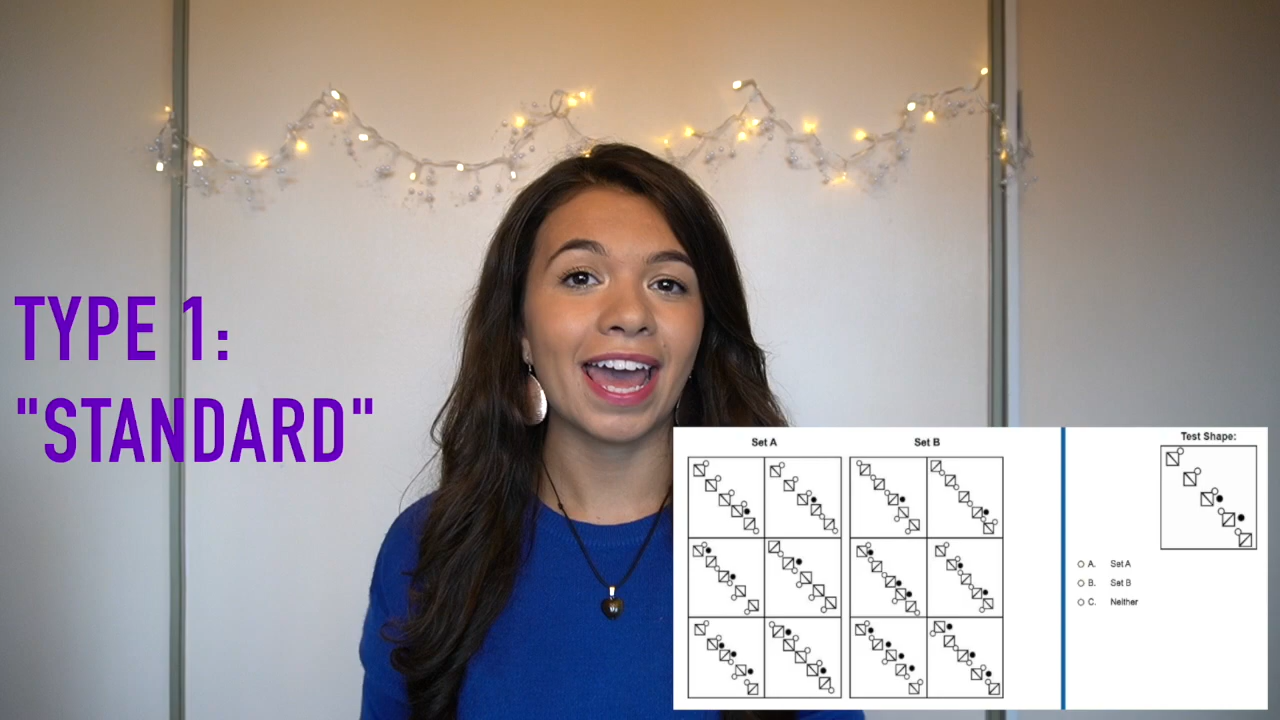 TYPE 1:
"STANDARD"
Set A
Set B
Test Shape:
A. Set A
B. Set B
C. Neither